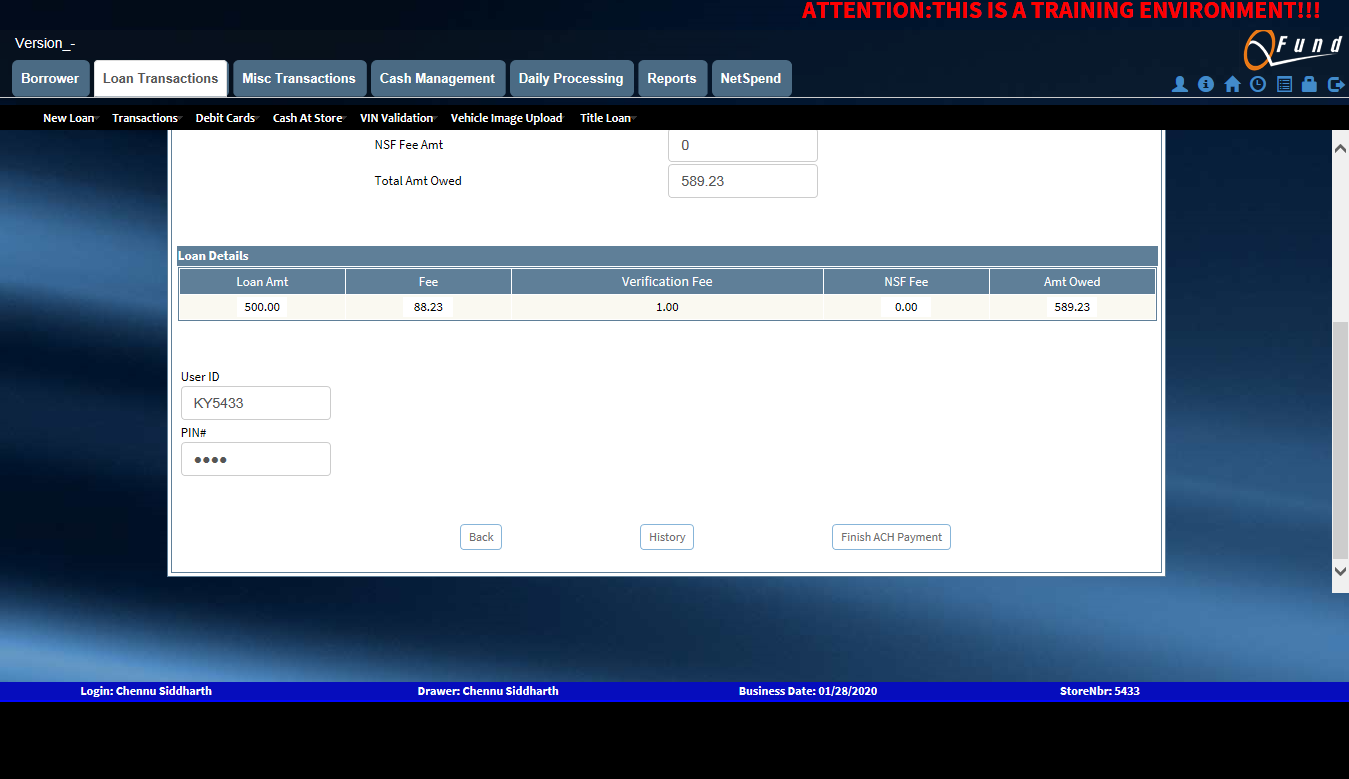 ATTENTION:THIS IS A TRAINING ENVIRONMENT!!!
Version_-
QFund
Borrower Loan Transactions Misc Transactions Cash Management Daily Processing Reports NetSpend
New Loan Transactions Debit Cards Cash At Store VIN Validation Vehicle Image Upload Title Loan
NSF Fee Amt 0
Total Amt Owed 589.23
Loan Details
Loan Amt Fee Verification Fee NSF Fee Amt Owed
500.00 88.23 1.00 0.00 589.23
User ID
KY5433
PIN#
●●●●
Back History Finish ACH Payment
Login: Chennu Siddharth Drawer: Chennu Siddharth Business Date: 01/28/2020 StoreNbr: 5433